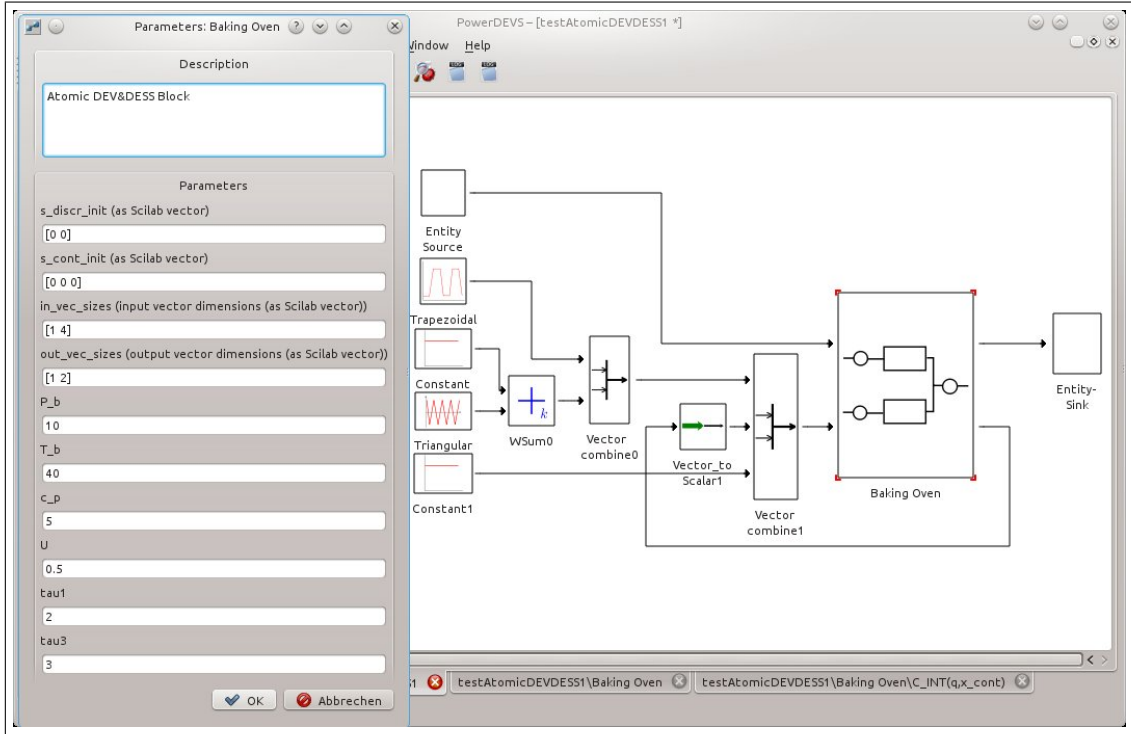 Parameters: Baking Oven
PowerDEVS – [testAtomicDEVDESS1 *]
Window Help
Description
Atomic DEV&DESS Block
Parameters
s_discr_init (as Scilab vector)
[0 0]
s_cont_init (as Scilab vector)
[0 0 0]
in_vec_sizes (input vector dimensions (as Scilab vector))
[1 4]
out_vec_sizes (output vector dimensions (as Scilab vector))
[1 2]
P_b
10
T_b
40
c_p
5
U
0.5
tau1
2
tau3
3
OK
Abbrechen
Entity
Source
Trapezoidal
Constant
Triangular
Constant1
k
WSum0
Vector
combine0
Vector_to
Scalar1
Vector
combine1
Baking Oven
Entity-
Sink
testAtomicDEVDESS1\Baking Oven
testAtomicDEVDESS1\Baking Oven\C_INT(q,x_cont)